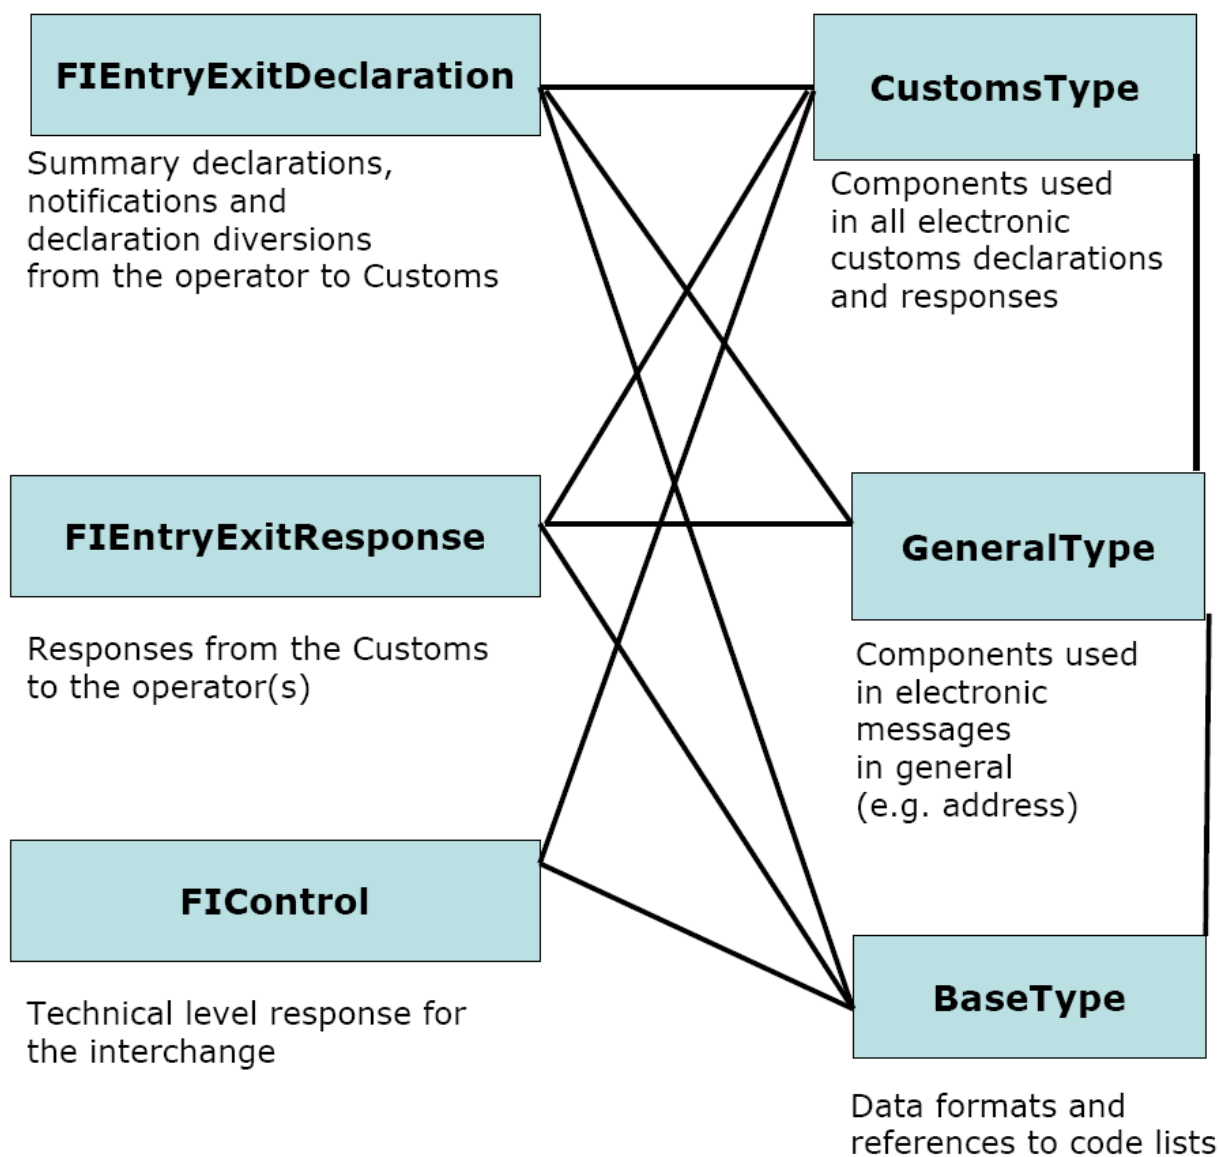 FIEntryExitDeclaration
Summary declarations,
notifications and
declaration diversions
from the operator to Customs
CustomsType
Components used
in all electronic
customs declarations
and responses
FIEntryExitResponse
Responses from the Customs
to the operator(s)
GeneralType
Components used
in electronic
messages
in general
(e.g. address)
FIControl
Technical level response for
the interchange
BaseType
Data formats and
references to code lists